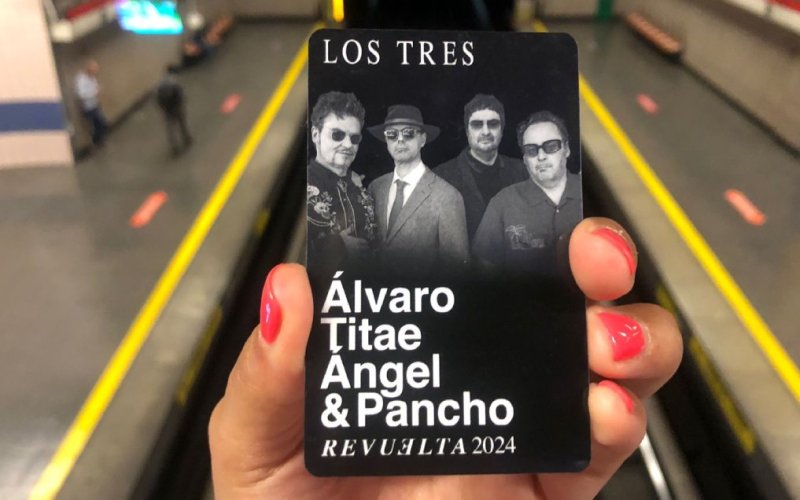 LOS TRES
Álvaro
Titae
Ángel
& Pancho
REVUELTA 2024